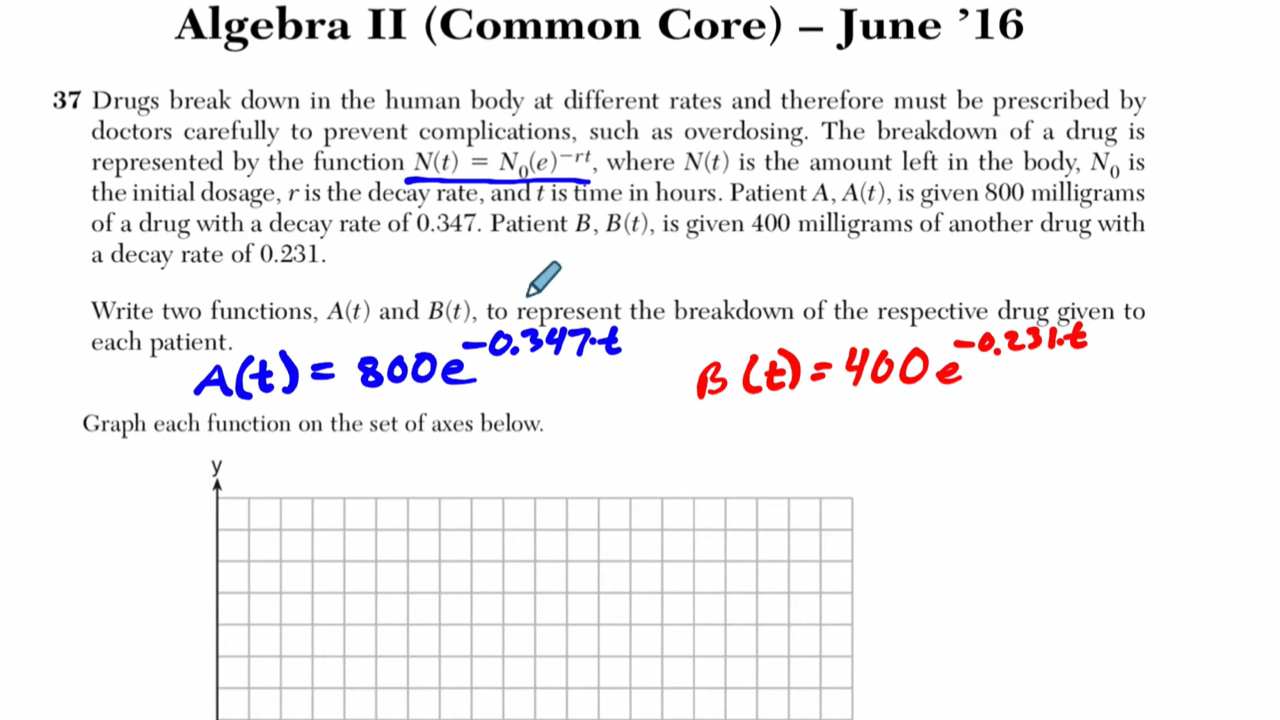 Algebra II (Common Core) – June ’16
37 Drugs break down in the human body at different rates and therefore must be prescribed by
doctors carefully to prevent complications, such as overdosing. The breakdown of a drug is
represented by the function N(t) = N₀(e)⁻ʳᵗ, where N(t) is the amount left in the body, N₀ is
the initial dosage, r is the decay rate, and t is time in hours. Patient A, A(t), is given 800 milligrams
of a drug with a decay rate of 0.347. Patient B, B(t), is given 400 milligrams of another drug with
a decay rate of 0.231.
Write two functions, A(t) and B(t), to represent the breakdown of the respective drug given to
each patient.
A(t) = 800e^-0.347·t
B(t) = 400e^-0.231·t
Graph each function on the set of axes below.
y